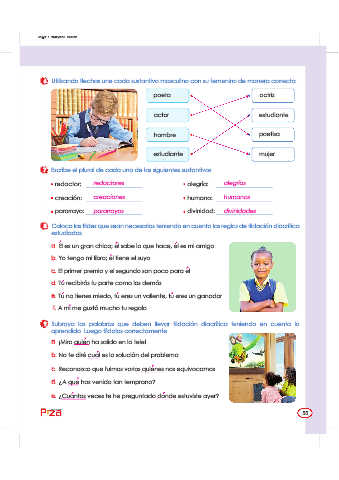 6 Utilizando flechas une cada sustantivo masculino con su femenino de manera correcta
poeta
actriz
actor
estudiante
hombre
poetisa
estudiante
mujer
7 Escribe el plural de cada uno de los siguientes sustantivos
• redactor: redactores
• alegría: alegrías
• creación: creaciones
• humano: humanos
• pararrayo: pararrayos
• divinidad: divinidades
8 Coloca las tildes que sean necesarias teniendo en cuenta las reglas de tildación diacrítica
estudiadas
a. Él es un gran chico; él sabe lo que hace, él es mi amigo
b. Yo tengo mi libro; él tiene el suyo
c. El primer premio y el segundo son poco para él
d. Tú recibirás tu parte como los demás
e. Tú no tienes miedo, tú eres un valiente, tú eres un ganador
f. A mí me gustó mucho tu regalo
9 Subraya las palabras que deben llevar tildación diacrítica teniendo en cuenta lo
aprendido. Luego tíldalas correctamente
a. ¡Mira quién ha salido en la tele!
b. No te diré cuál es la solución del problema
c. Reconozco que fuimos varios quiénes nos equivocamos
d. ¿A qué has venido tan temprano?
e. ¿Cuántas veces te he preguntado dónde estuviste ayer?